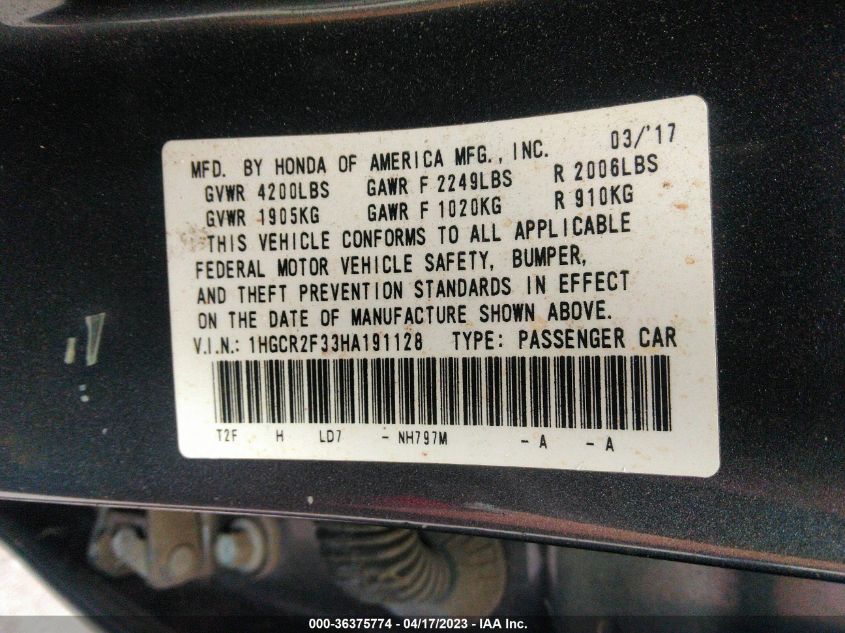 MFD. BY HONDA OF AMERICA MFG., INC. 03/'17
GVWR 4200LBS GAWR F 2249LBS R 2006LBS
GVWR 1905KG GAWR F 1020KG R 910KG
THIS VEHICLE CONFORMS TO ALL APPLICABLE
FEDERAL MOTOR VEHICLE SAFETY, BUMPER,
AND THEFT PREVENTION STANDARDS IN EFFECT
ON THE DATE OF MANUFACTURE SHOWN ABOVE.
V.I.N.: 1HGCR2F33HA191128 TYPE: PASSENGER CAR
T2F H LD7 - NH797M - A - A
000-36375774 - 04/17/2023 - IAA Inc.